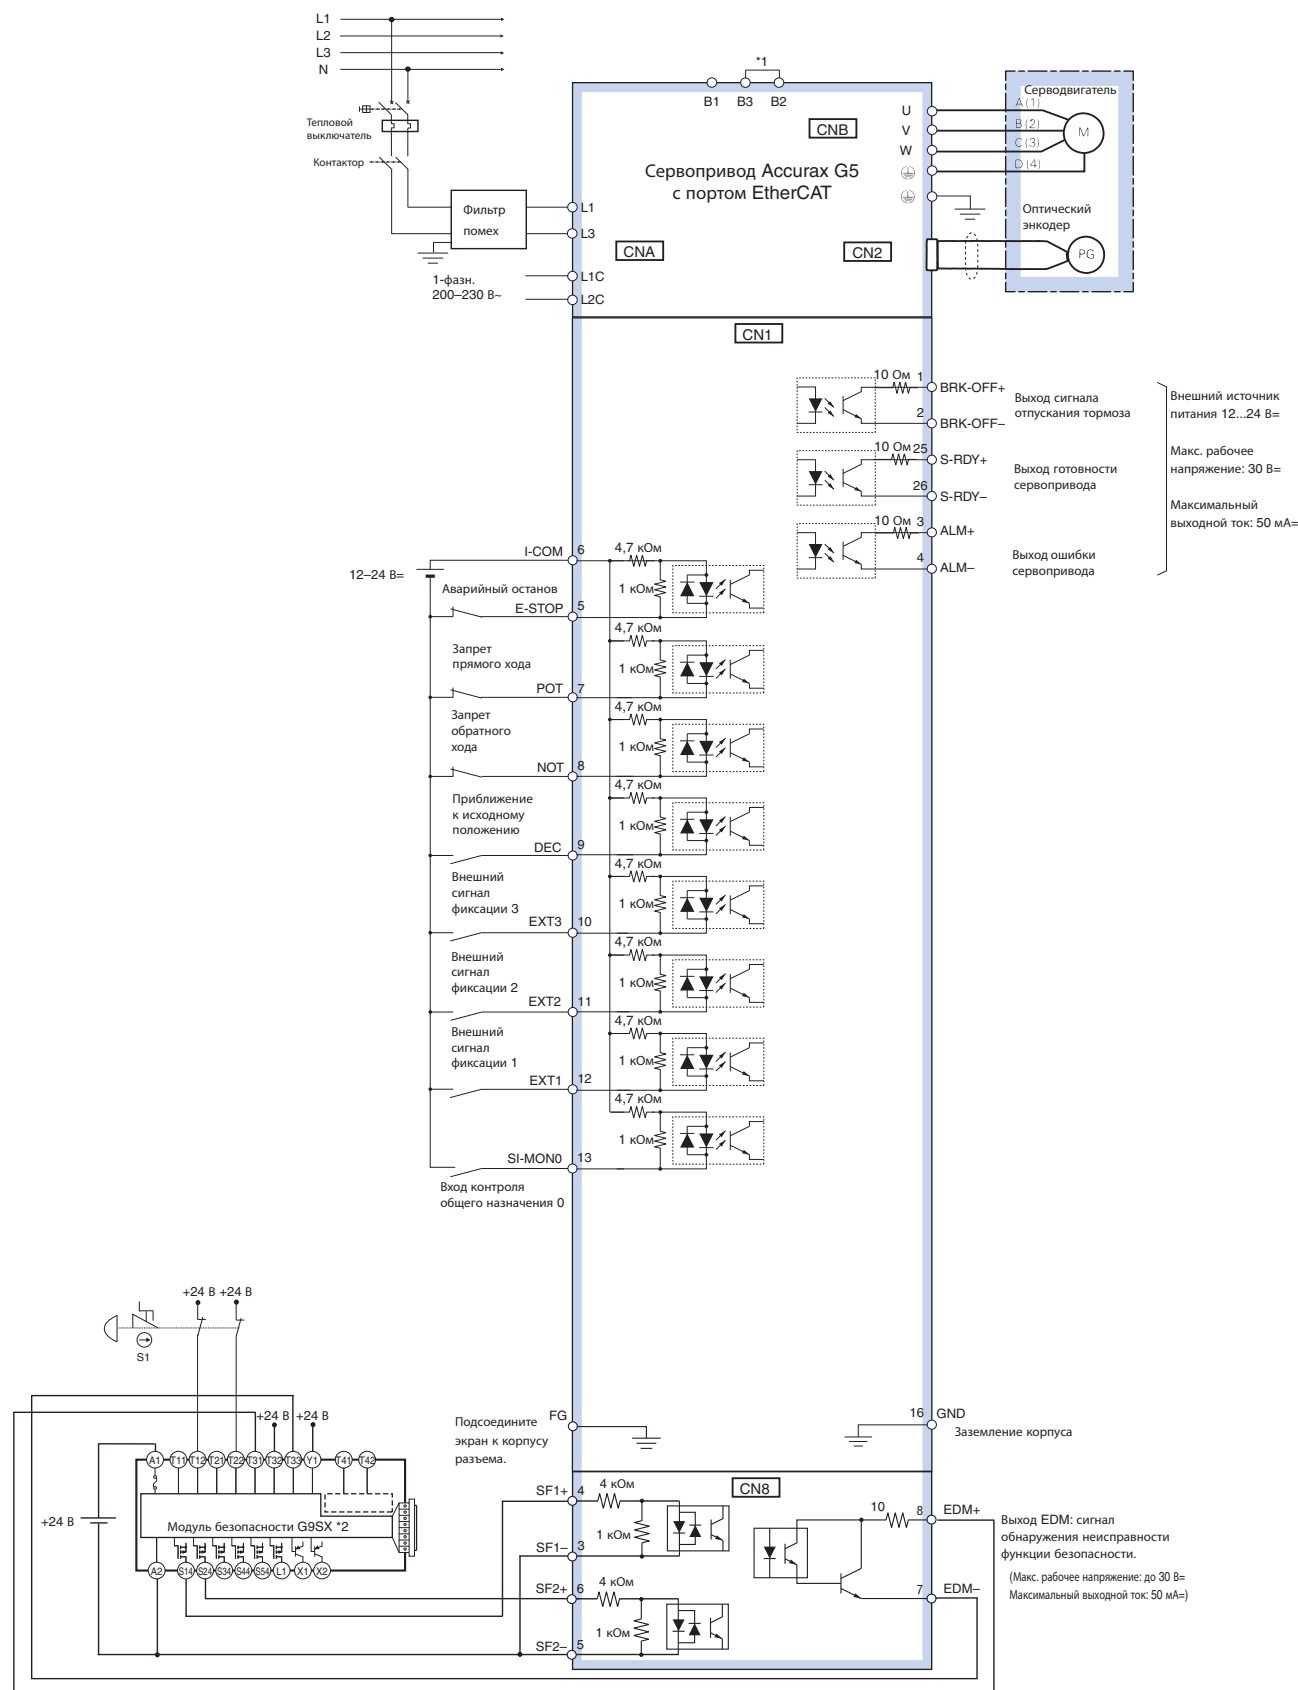 L1
L2
L3
N
Тепловой
выключатель
Контактор
Фильтр
помех
L1
L3
1-фазн.
200–230 В~
L1C
L2C
*1
B1 B3 B2
CNB
Сервопривод Accurax G5
с портом EtherCAT
CNA
CN2
U
V
W
Серводвигатель
A (1)
B (2)
C (3)
D (4)
M
Оптический
энкодер
PG
CN1
10 Ом 1
BRK-OFF+
2
BRK-OFF–
Выход сигнала
отпускания тормоза
10 Ом 25
S-RDY+
26
S-RDY–
Выход готовности
сервопривода
10 Ом 3
ALM+
4
ALM–
Выход ошибки
сервопривода
Внешний источник
питания 12...24 В=
Макс. рабочее
напряжение: 30 В=
Максимальный
выходной ток: 50 мА=
12–24 В=
I-COM 6
4,7 кОм
1 кОм
Аварийный останов
E-STOP 5
4,7 кОм
1 кОм
Запрет
прямого хода
POT 7
4,7 кОм
1 кОм
Запрет
обратного
хода
NOT 8
4,7 кОм
1 кОм
Приближение
к исходному
положению
DEC 9
4,7 кОм
1 кОм
Внешний
сигнал
фиксации 3
EXT3 10
4,7 кОм
1 кОм
Внешний
сигнал
фиксации 2
EXT2 11
4,7 кОм
1 кОм
Внешний
сигнал
фиксации 1
EXT1 12
4,7 кОм
1 кОм
SI-MON0 13
Вход контроля
общего назначения 0
+24 В +24 В
S1
+24 В +24 В
A1 T11 T12 T21 T22 T31 T32 T33 Y1 T41 T42
+24 В
Модуль безопасности G9SX *2
A2 S14 S24 S34 S44 S54 L1 X1 X2
Подсоедините
экран к корпусу
разъема.
FG
16 GND
Заземление корпуса
CN8
SF1+ 4
4 кОм
1 кОм
SF1– 3
SF2+ 6
4 кОм
1 кОм
SF2– 5
10 8 EDM+
7 EDM–
Выход EDM: сигнал
обнаружения неисправности
функции безопасности.
(Макс. рабочее напряжение: до 30 В=
Максимальный выходной ток: 50 мА=)